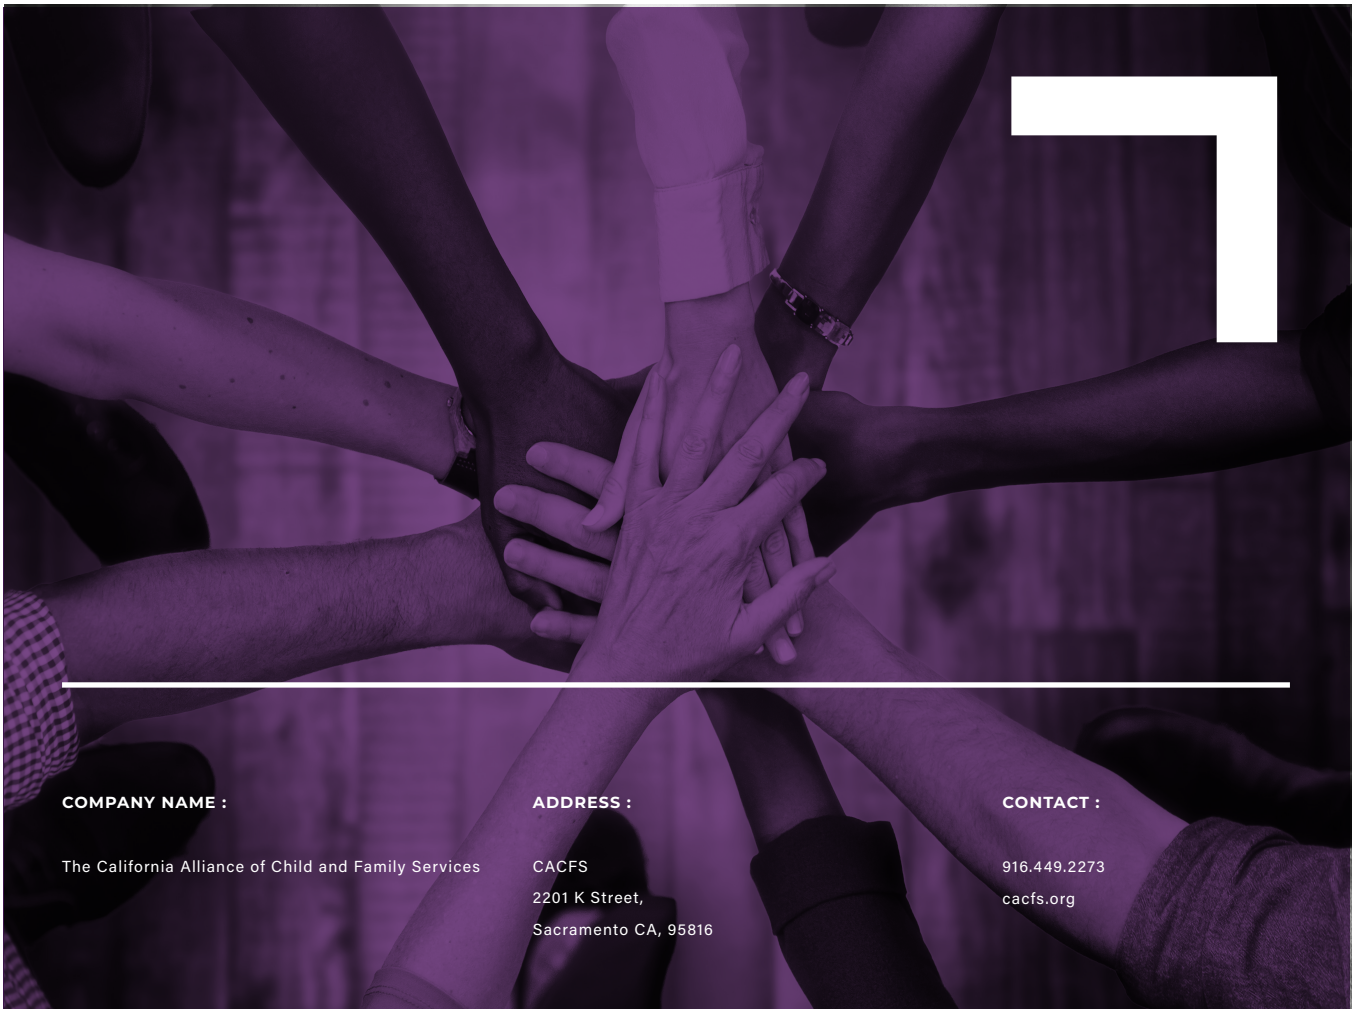 COMPANY NAME :
The California Alliance of Child and Family Services
ADDRESS :
CACFS
2201 K Street,
Sacramento CA, 95816
CONTACT :
916.449.2273
cacfs.org